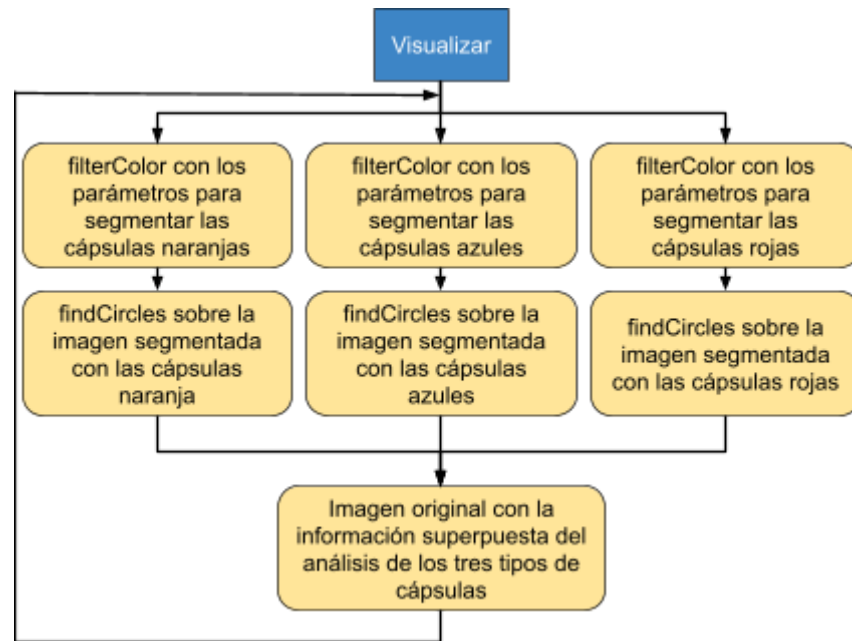 Visualizar
filterColor con los
parámetros para
segmentar las
cápsulas naranjas
filterColor con los
parámetros para
segmentar las
cápsulas azules
filterColor con los
parámetros para
segmentar las
cápsulas rojas
findCircles sobre la
imagen segmentada
con las cápsulas
naranja
findCircles sobre la
imagen segmentada
con las cápsulas
azules
findCircles sobre la
imagen segmentada
con las cápsulas rojas
Imagen original con la
información superpuesta del
análisis de los tres tipos de
cápsulas